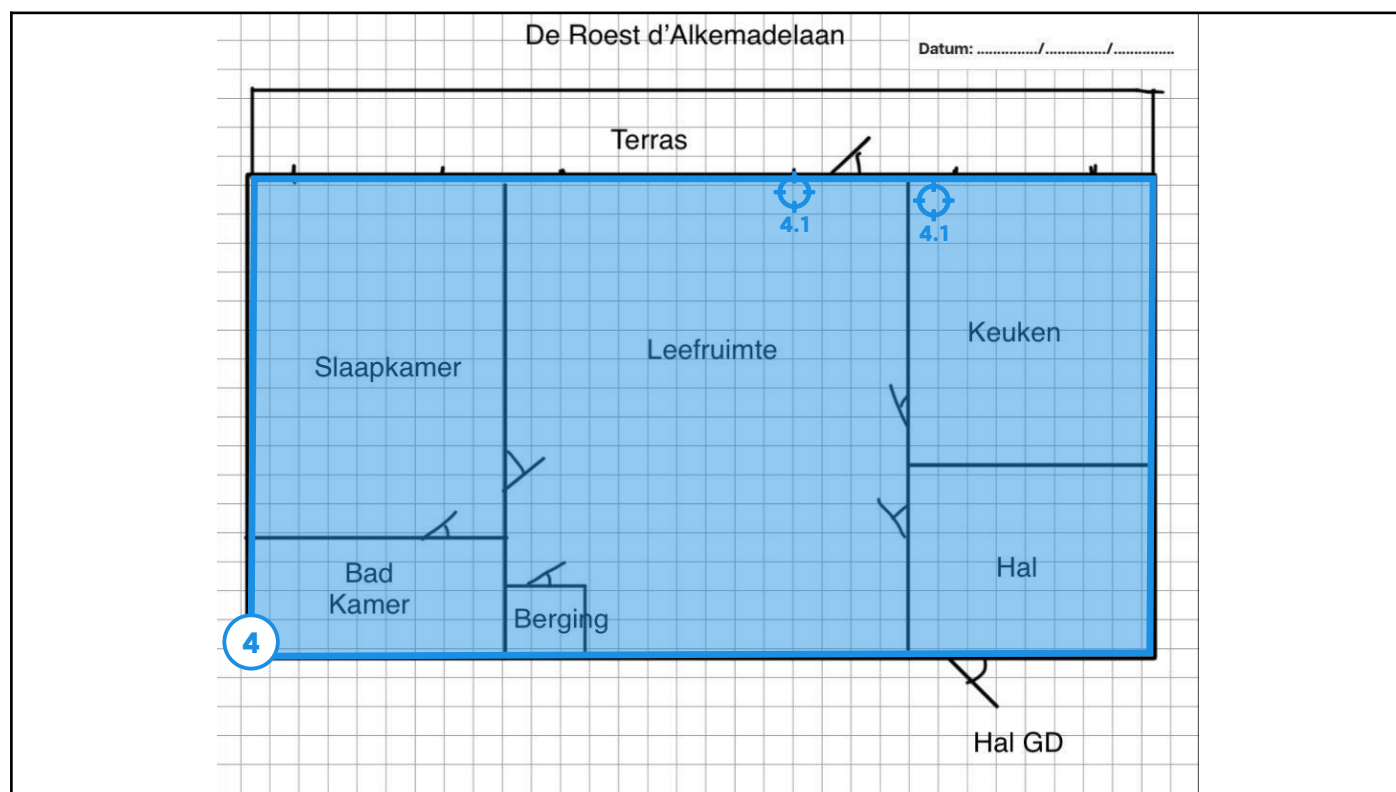 De Roest d’Alkemadelaan
Datum: ............../............../..............
Terras
4.1
4.1
Keuken
Leefruimte
Slaapkamer
Hal
Bad
Kamer
Berging
4
Hal GD